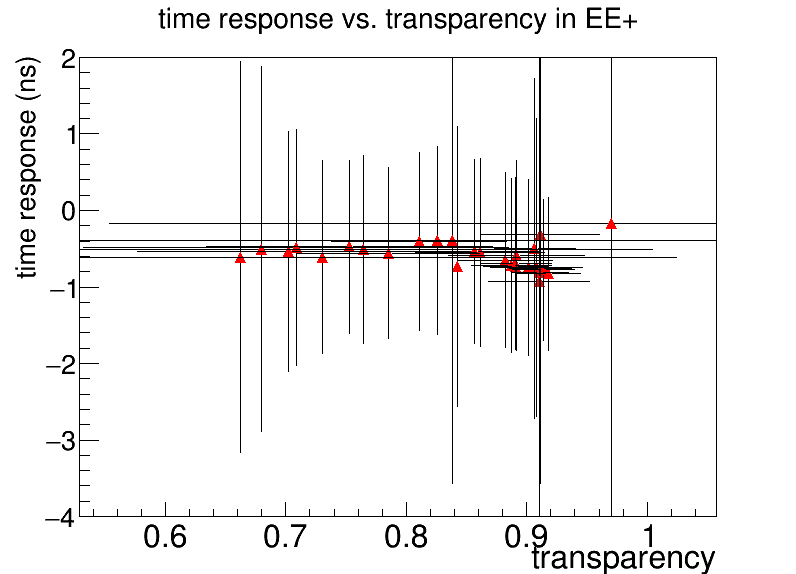 time response vs. transparency in EE+
time response (ns)
2
1
0
−1
−2
−3
−4
0.6 0.7 0.8 0.9 1
transparency